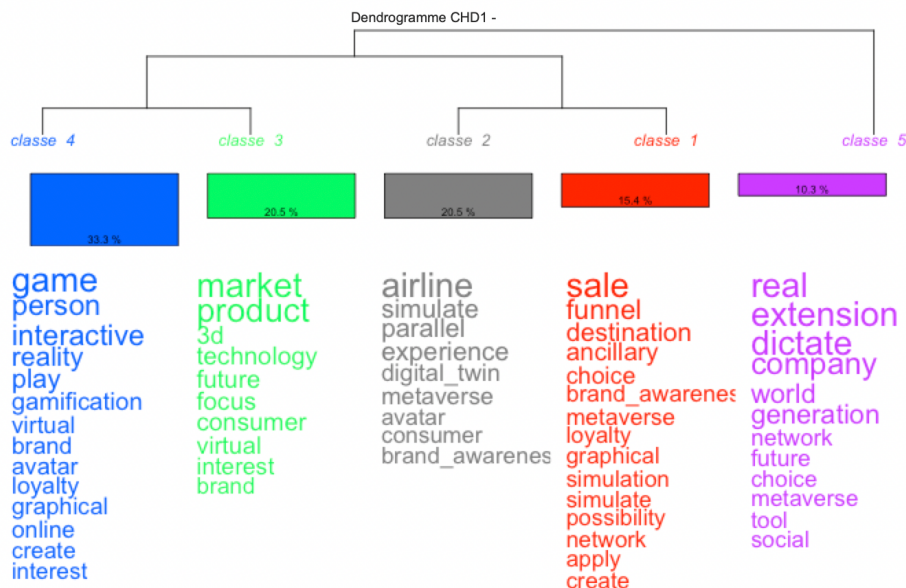 Dendrogramme CHD1 -
classe 4
classe 3
classe 2
classe 1
classe 5
33.3 %
20.5 %
20.5 %
15.4 %
10.3 %
game
person
interactive
reality
play
gamification
virtual
brand
avatar
loyalty
graphical
online
create
interest
market
product
3d
technology
future
focus
consumer
virtual
interest
brand
airline
simulate
parallel
experience
digital_twin
metaverse
avatar
consumer
brand_awarenes
sale
funnel
destination
ancillary
choice
brand_awarenes
metaverse
loyalty
graphical
simulation
simulate
possibility
network
apply
create
real
extension
dictate
company
world
generation
network
future
choice
metaverse
tool
social